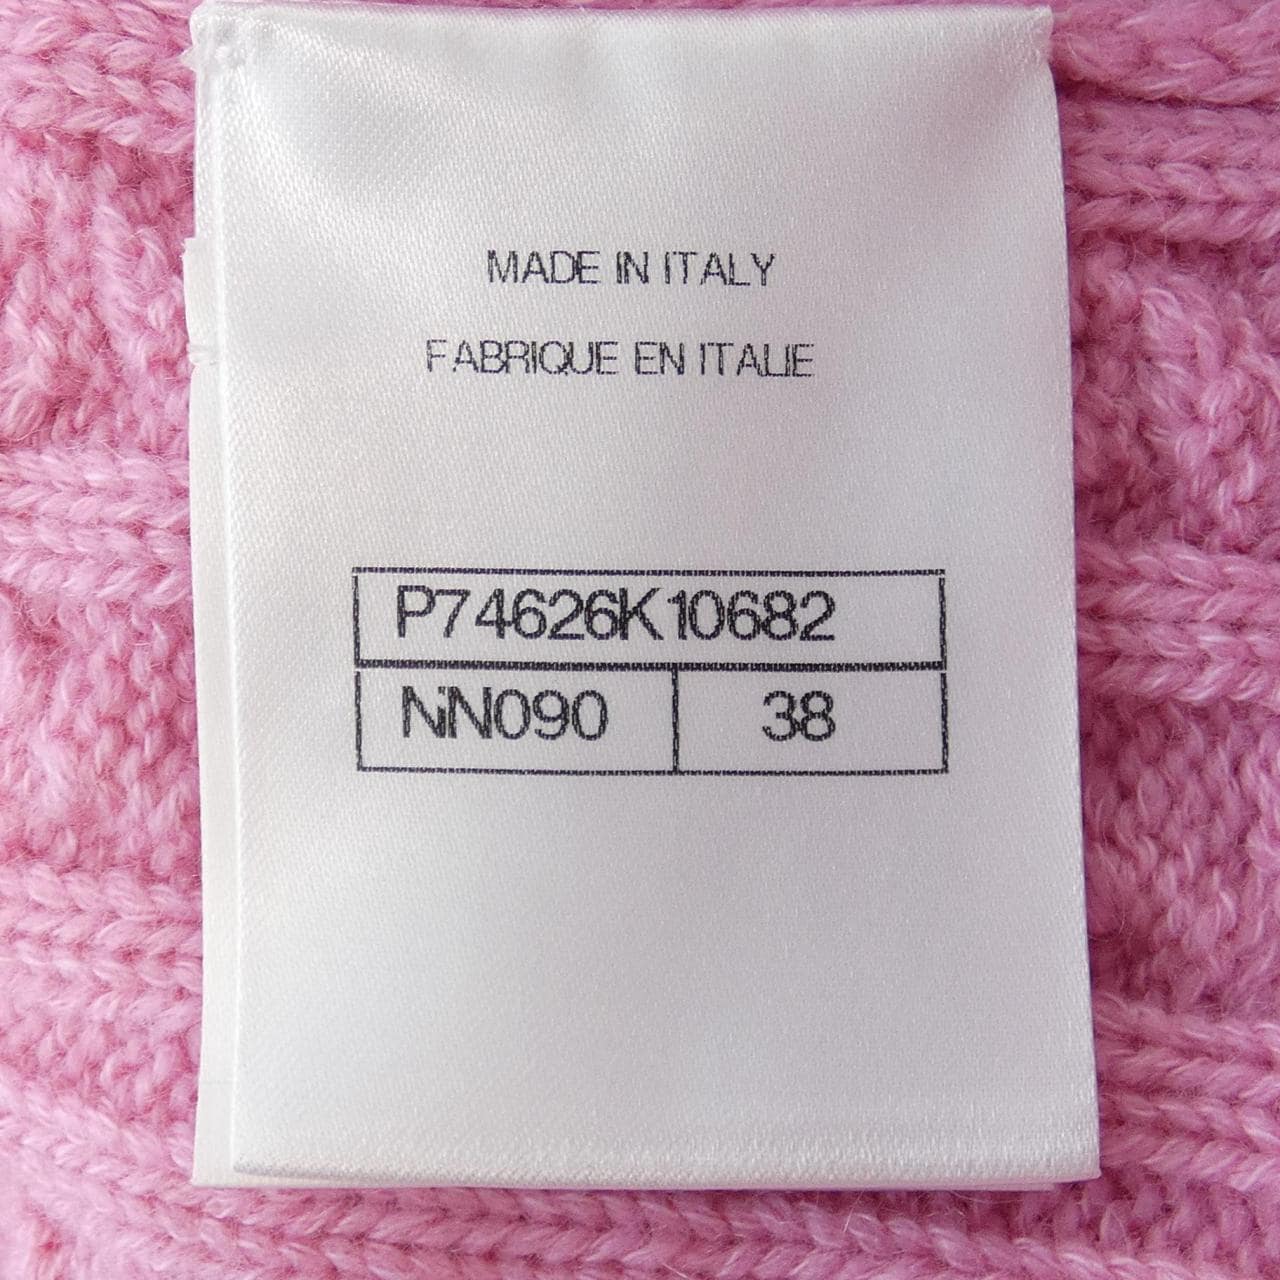 MADE IN ITALY
FABRIQUE EN ITALIE
P74626K10682
NN090 38